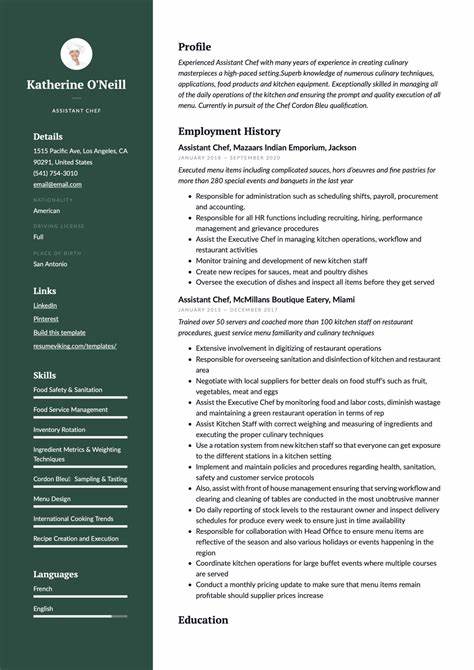 Katherine O'Neill
ASSISTANT CHEF
Details
1515 Pacific Ave, Los Angeles, CA
90291, United States
(541) 754-3010
email@email.com
NATIONALITY
American
DRIVING LICENSE
Full
PLACE OF BIRTH
San Antonio
Links
LinkedIn
Pinterest
Build this template
resumeviking.com/templates/
Skills
Food Safety & Sanitation
Food Service Management
Inventory Rotation
Ingredient Metrics & Weighting
Techniques
Cordon Bleu Sampling & Tasting
Menu Design
International Cooking Trends
Recipe Creation and Execution
Languages
French
English
Profile
Experienced Assistant Chef with many years of experience in creating culinary
masterpieces a high-paced setting.Superb knowledge of numerous culinary techniques,
applications, food products and kitchen equipment. Exceptionally skilled in managing all
of the daily operations of the kitchen and ensuring the prompt and quality execution of all
menu. Currently in pursuit of the Chef Cordon Bleu qualification.
Employment History
Assistant Chef, Mazaars Indian Emporium, Jackson
JANUARY 2018 — SEPTEMBER 2020
Executed menu items including complicated sauces, hors d'oeuvres and fine pastries for
more than 280 special events and banquets in the last year
• Responsible for administration such as scheduling shifts, payroll, procurement
and accounting.
• Responsible for all HR functions including recruiting, hiring, performance
management and grievance procedures
• Assist the Executive Chef in managing kitchen operations, workflow and
restaurant activities
• Monitor training and development of new kitchen staff
• Create new recipes for sauces, meat and poultry dishes
• Oversee the execution of dishes and inspect all items before they get served
Assistant Chef, McMillans Boutique Eatery, Miami
JANUARY 2015 — DECEMBER 2017
Trained over 50 servers and coached more than 100 kitchen staff on restaurant
procedures, guest service menu familiarity and culinary techniques
• Extensive involvement in digitizing of restaurant operations
• Responsible for overseeing sanitation and disinfection of kitchen and restaurant
area
• Negotiate with local suppliers for better deals on food stuff's such as fruit,
vegetables, meat and eggs
• Assist the Executive Chef by monitoring food and labor costs, diminish wastage
and maintaining a green restaurant operation in terms of rep
• Assist Kitchen Staff with correct weighing and measuring of ingredients and
executing the proper culinary techniques
• Use a rotation system from new kitchen staff so that everyone can get exposure
to the different stations in a kitchen setting
• Implement and maintain policies and procedures regarding health, sanitation,
safety and customer service protocols
• Also, assist with front of house management ensuring that serving workflow and
clearing and cleaning of tables are conducted in the most unobtrusive manner
• Do daily reporting of stock levels to the restaurant owner and inspect delivery
schedules for produce every week to ensure just in time availability
• Responsible for collaboration with Head Office to ensure menu items are
reflective of the season and also various holidays or events happening in the
region
• Coordinate kitchen operations for large buffet events where multiple courses
are served
• Conduct a monthly pricing update to make sure that menu items remain
profitable should supplier prices increase
Education